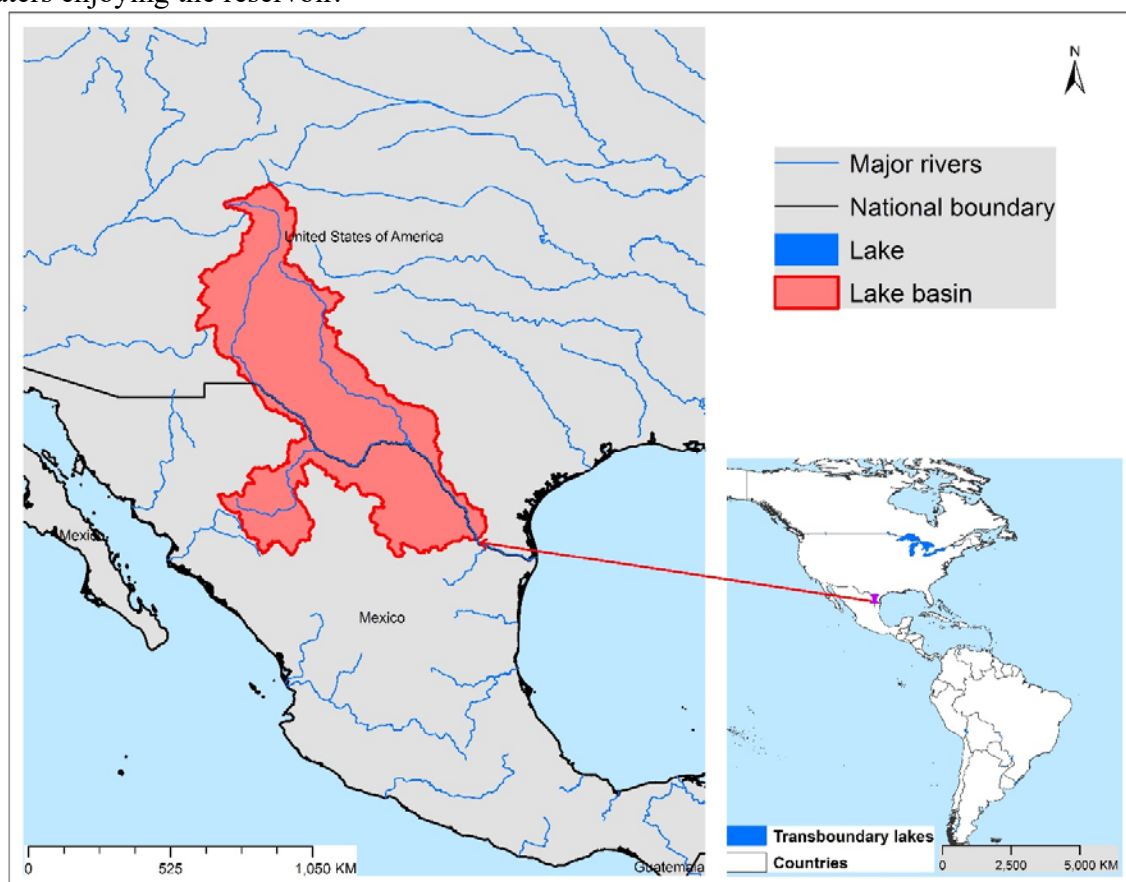 N
Major rivers
National boundary
Lake
Lake basin
United States of America
Mexico
Guatemala
0 525 1,050 KM
Transboundary lakes
Countries
0 2,500 5,000 KM